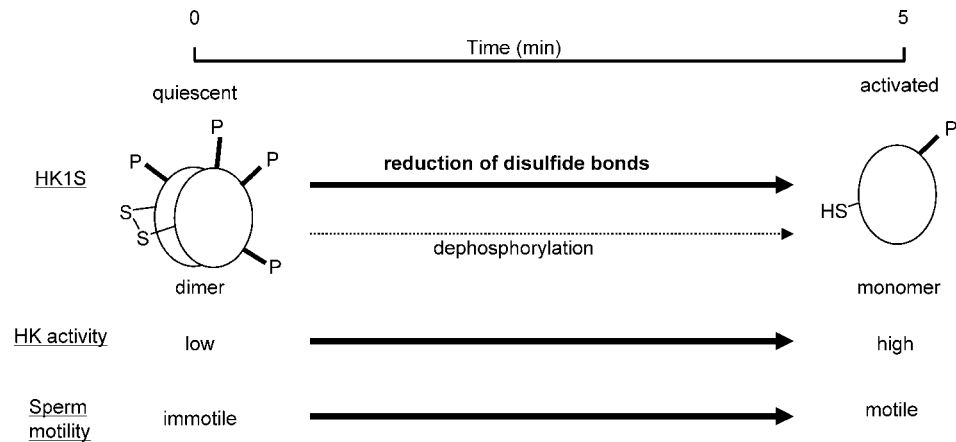 0 5
Time (min)
quiescent activated
P P P P
HK1S
reduction of disulfide bonds
S
HS
S
dephosphorylation
P
dimer monomer
HK activity low high
Sperm
motility immotile motile